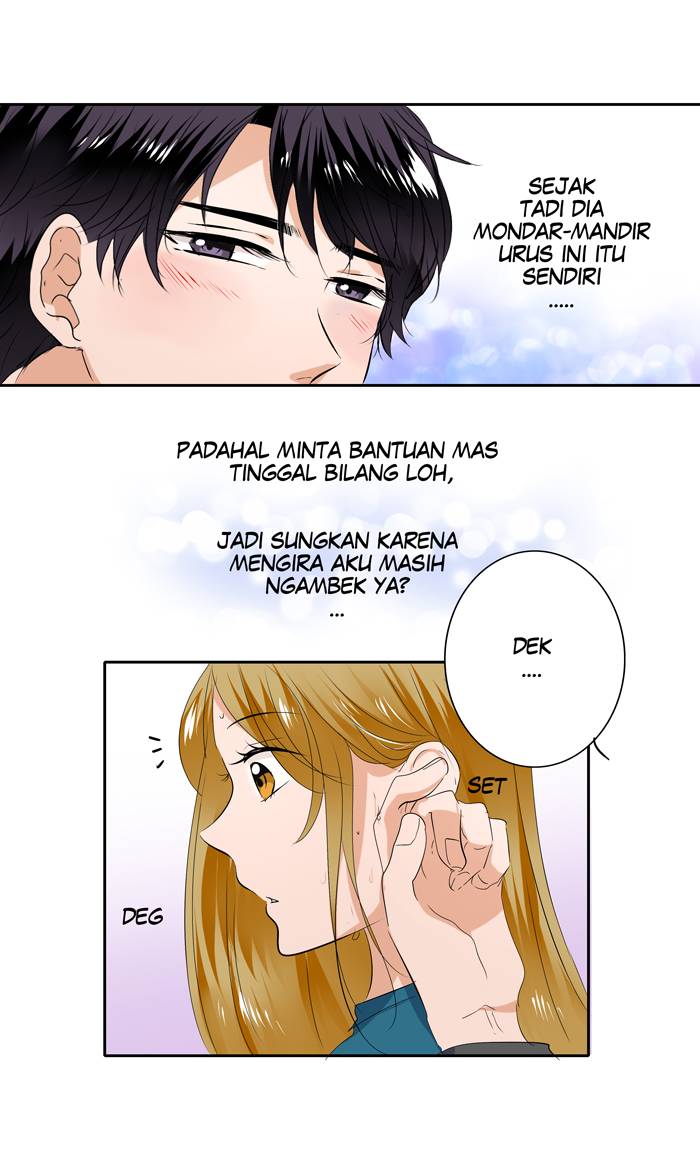 SEJAK
TADI DIA
MONDAR-MANDIR
URUS INI ITU
SENDIRI
.....
PADAHAL MINTA BANTUAN MAS
TINGGAL BILANG LOH,
JADI SUNGKAN KARENA
MENGIRA AKU MASIH
NGAMBEK YA?
...
DEK
....
SET
DEG